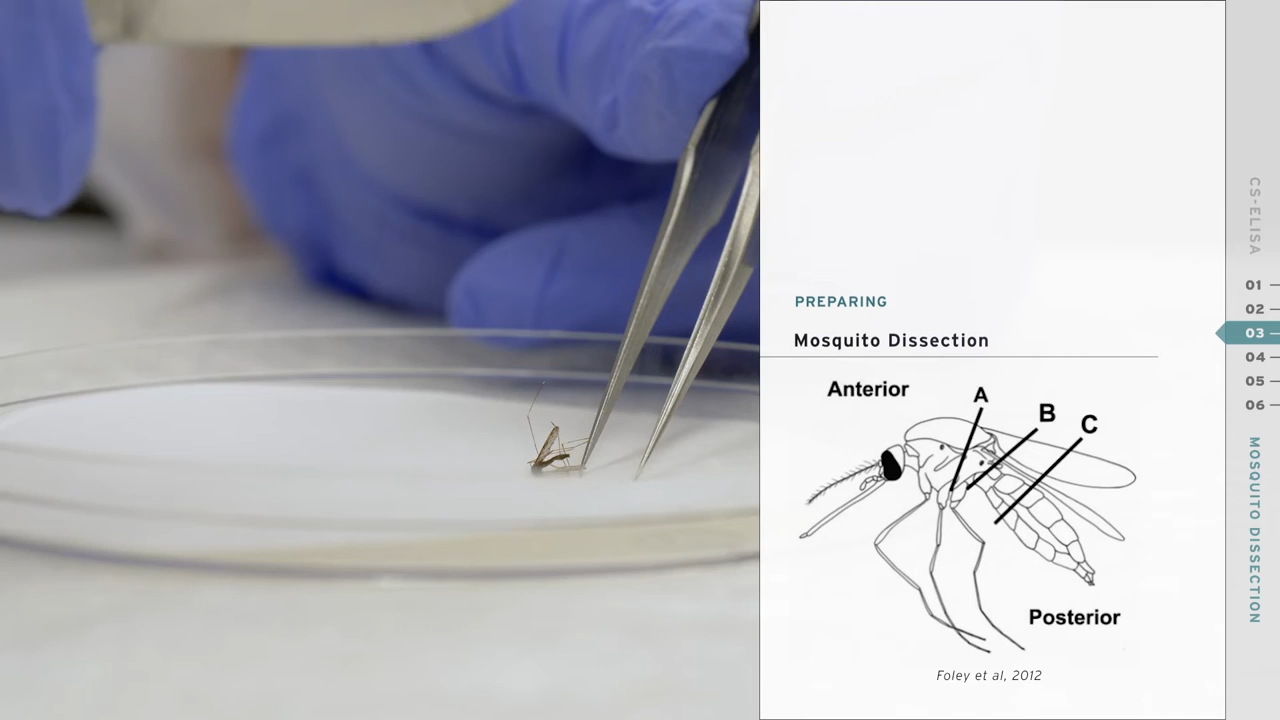 PREPARING
Mosquito Dissection
Anterior
A
B
C
Posterior
Foley et al, 2012
CS-ELISA
01
02
03
04
05
06
MOSQUITO DISSECTION